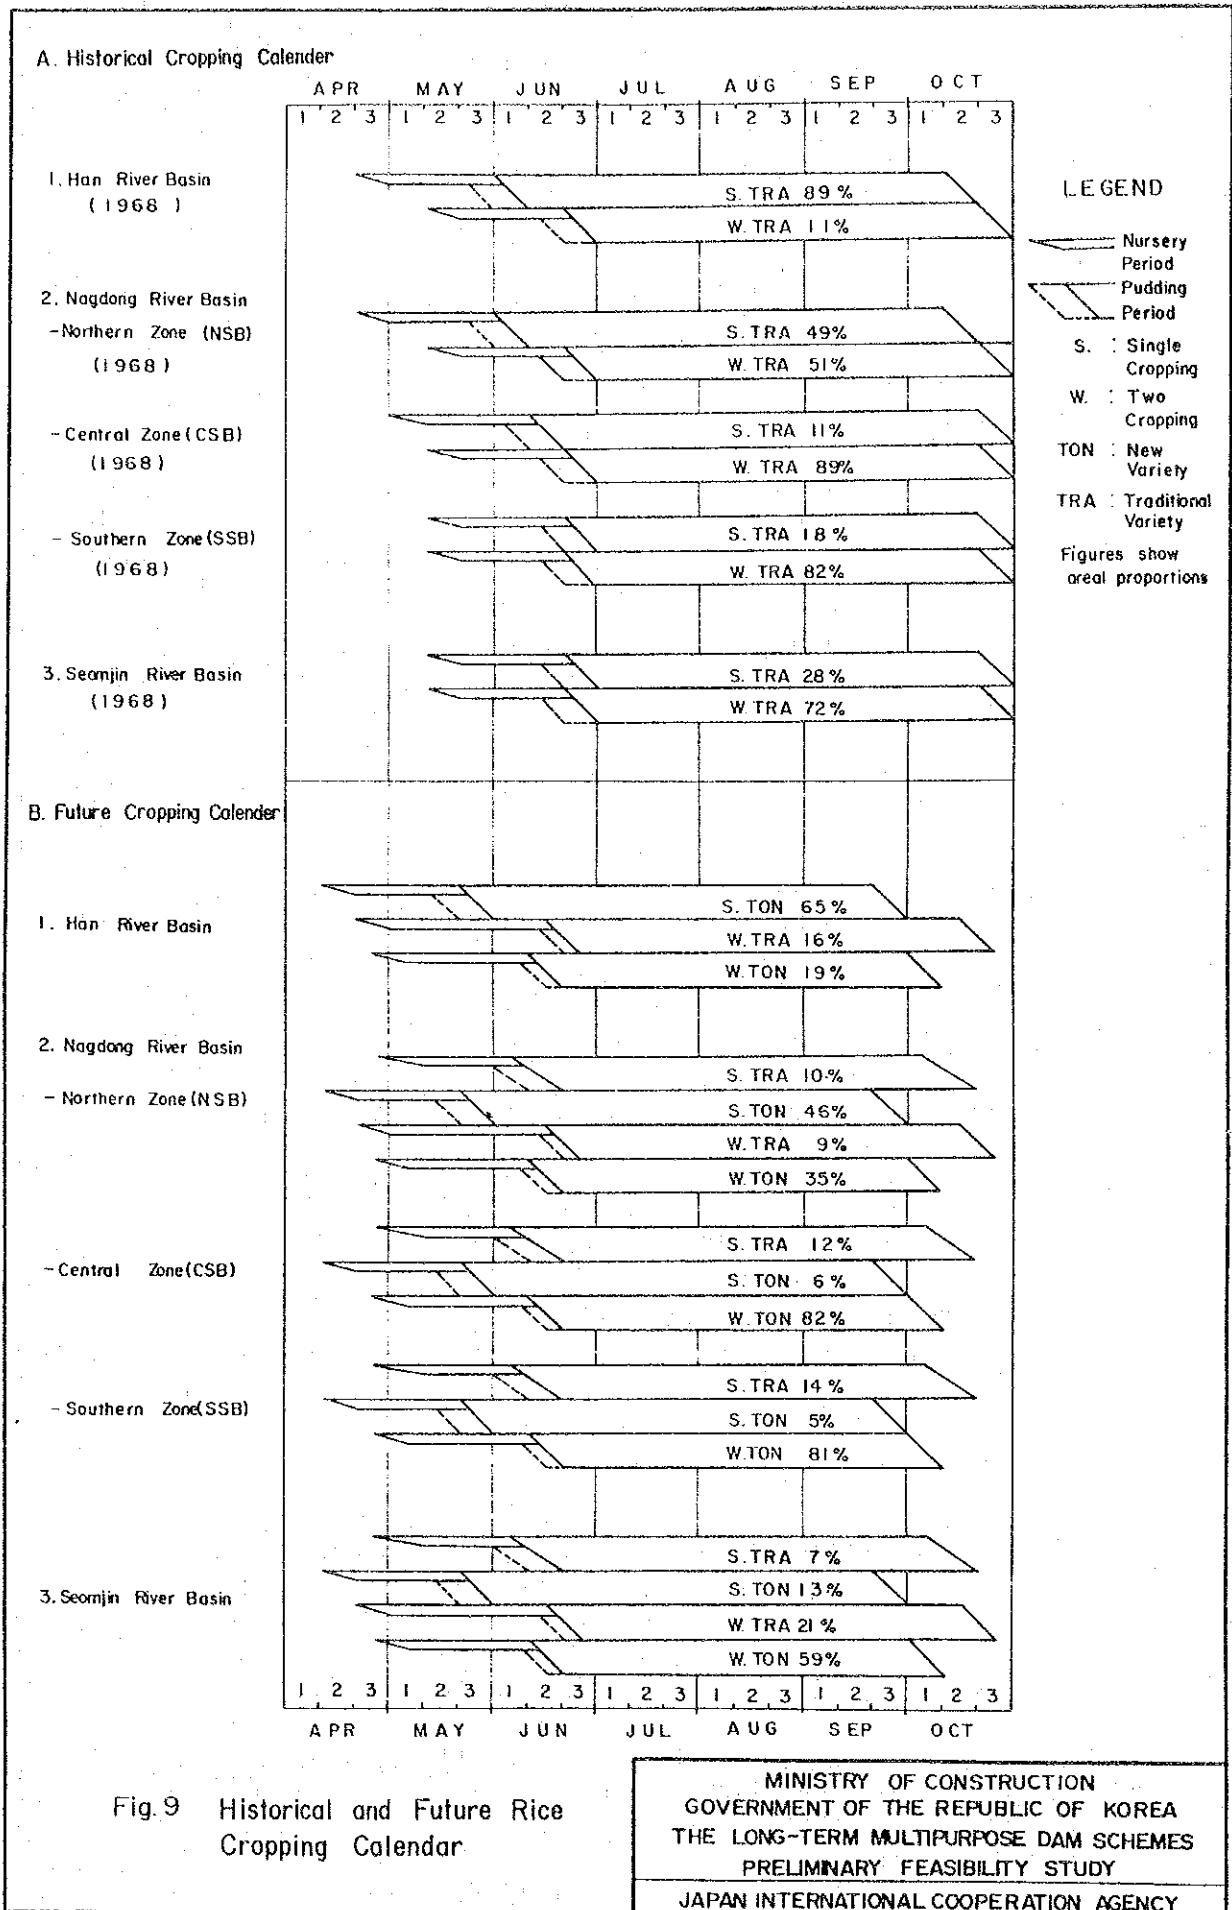 A. Historical Cropping Calender
APR MAY JUN JUL AUG SEP OCT
1 2 3 1 2 3 1 2 3 1 2 3 1 2 3 1 2 3 1 2 3
1. Han River Basin
(1968)
S. TRA 89%
W. TRA 11%
2. Nagdong River Basin
-Northern Zone (NSB)
(1968)
S. TRA 49%
W. TRA 51%
-Central Zone (CSB)
(1968)
S. TRA 11%
W. TRA 89%
- Southern Zone (SSB)
(1968)
S. TRA 18%
W. TRA 82%
3. Seomjin River Basin
(1968)
S. TRA 28%
W. TRA 72%
LEGEND
Nursery
Period
Pudding
Period
S. : Single
Cropping
W. : Two
Cropping
TON : New
Variety
TRA : Traditional
Variety
Figures show
areal proportions
B. Future Cropping Calender
1. Han River Basin
S. TON 65%
W. TRA 16%
W. TON 19%
2. Nagdong River Basin
- Northern Zone (NSB)
S. TRA 10%
S. TON 46%
W. TRA 9%
W. TON 35%
-Central Zone (CSB)
S. TRA 12%
S. TON 6%
W. TON 82%
- Southern Zone (SSB)
S. TRA 14%
S. TON 5%
W. TON 81%
3. Seomjin River Basin
S. TRA 7%
S. TON 13%
W. TRA 21%
W. TON 59%
1 2 3 1 2 3 1 2 3 1 2 3 1 2 3 1 2 3 1 2 3
APR MAY JUN JUL AUG SEP OCT
Fig. 9 Historical and Future Rice
Cropping Calendar
MINISTRY OF CONSTRUCTION
GOVERNMENT OF THE REPUBLIC OF KOREA
THE LONG-TERM MULTIPURPOSE DAM SCHEMES
PRELIMINARY FEASIBILITY STUDY
JAPAN INTERNATIONAL COOPERATION AGENCY